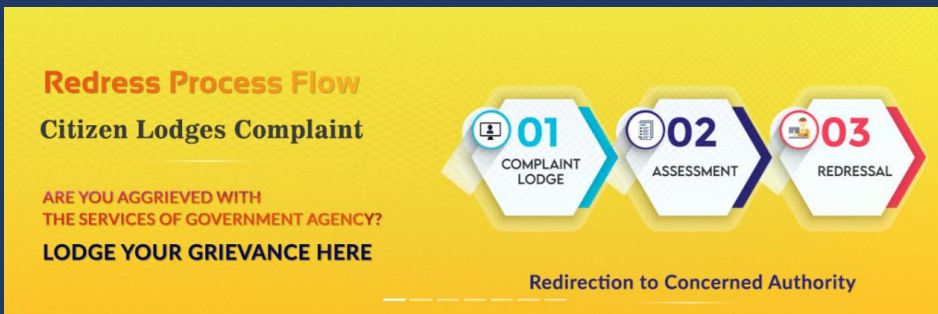 Redress Process Flow
Citizen Lodges Complaint
ARE YOU AGGRIEVED WITH
THE SERVICES OF GOVERNMENT AGENCY?
LODGE YOUR GRIEVANCE HERE
01
COMPLAINT
LODGE
02
ASSESSMENT
03
REDRESSAL
Redirection to Concerned Authority